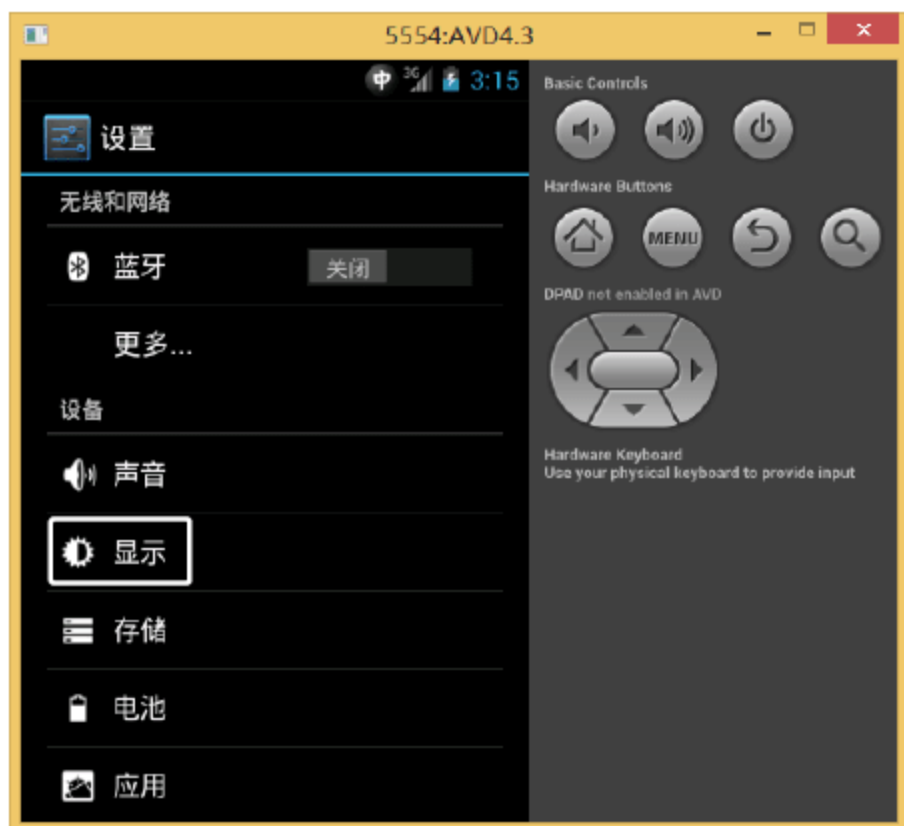 5554:AVD4.3
中 3G 3:15
设置
无线和网络
蓝牙 关闭
更多...
设备
声音
显示
存储
电池
应用
Basic Controls
Hardware Buttons
MENU
DPAD not enabled in AVD
Hardware Keyboard
Use your physical keyboard to provide input